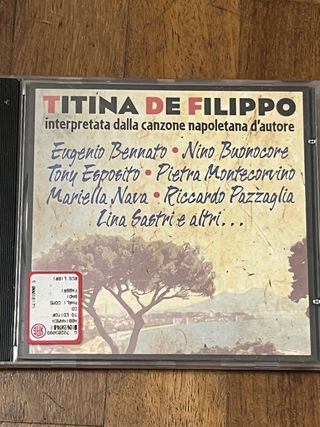 TITINA DE FILIPPO
interpretata dalla canzone napoletana d'autore
Eugenio Bennato • Nino Buonocore
Tony Esposito • Pietra Montecorvino
Mariella Nava • Riccardo Pazzaglia
Lina Sastri e altri...